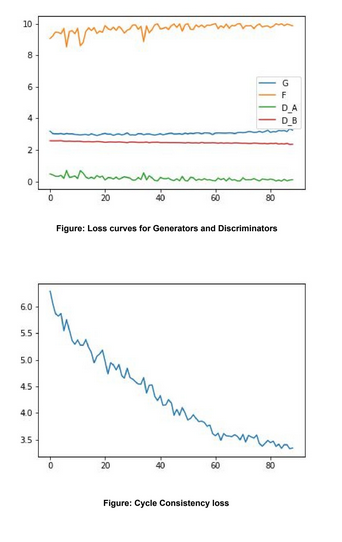 10
8
6
4
2
0
G
F
D_A
D_B
0 20 40 60 80
Figure: Loss curves for Generators and Discriminators
6.0
5.5
5.0
4.5
4.0
3.5
0 20 40 60 80
Figure: Cycle Consistency loss